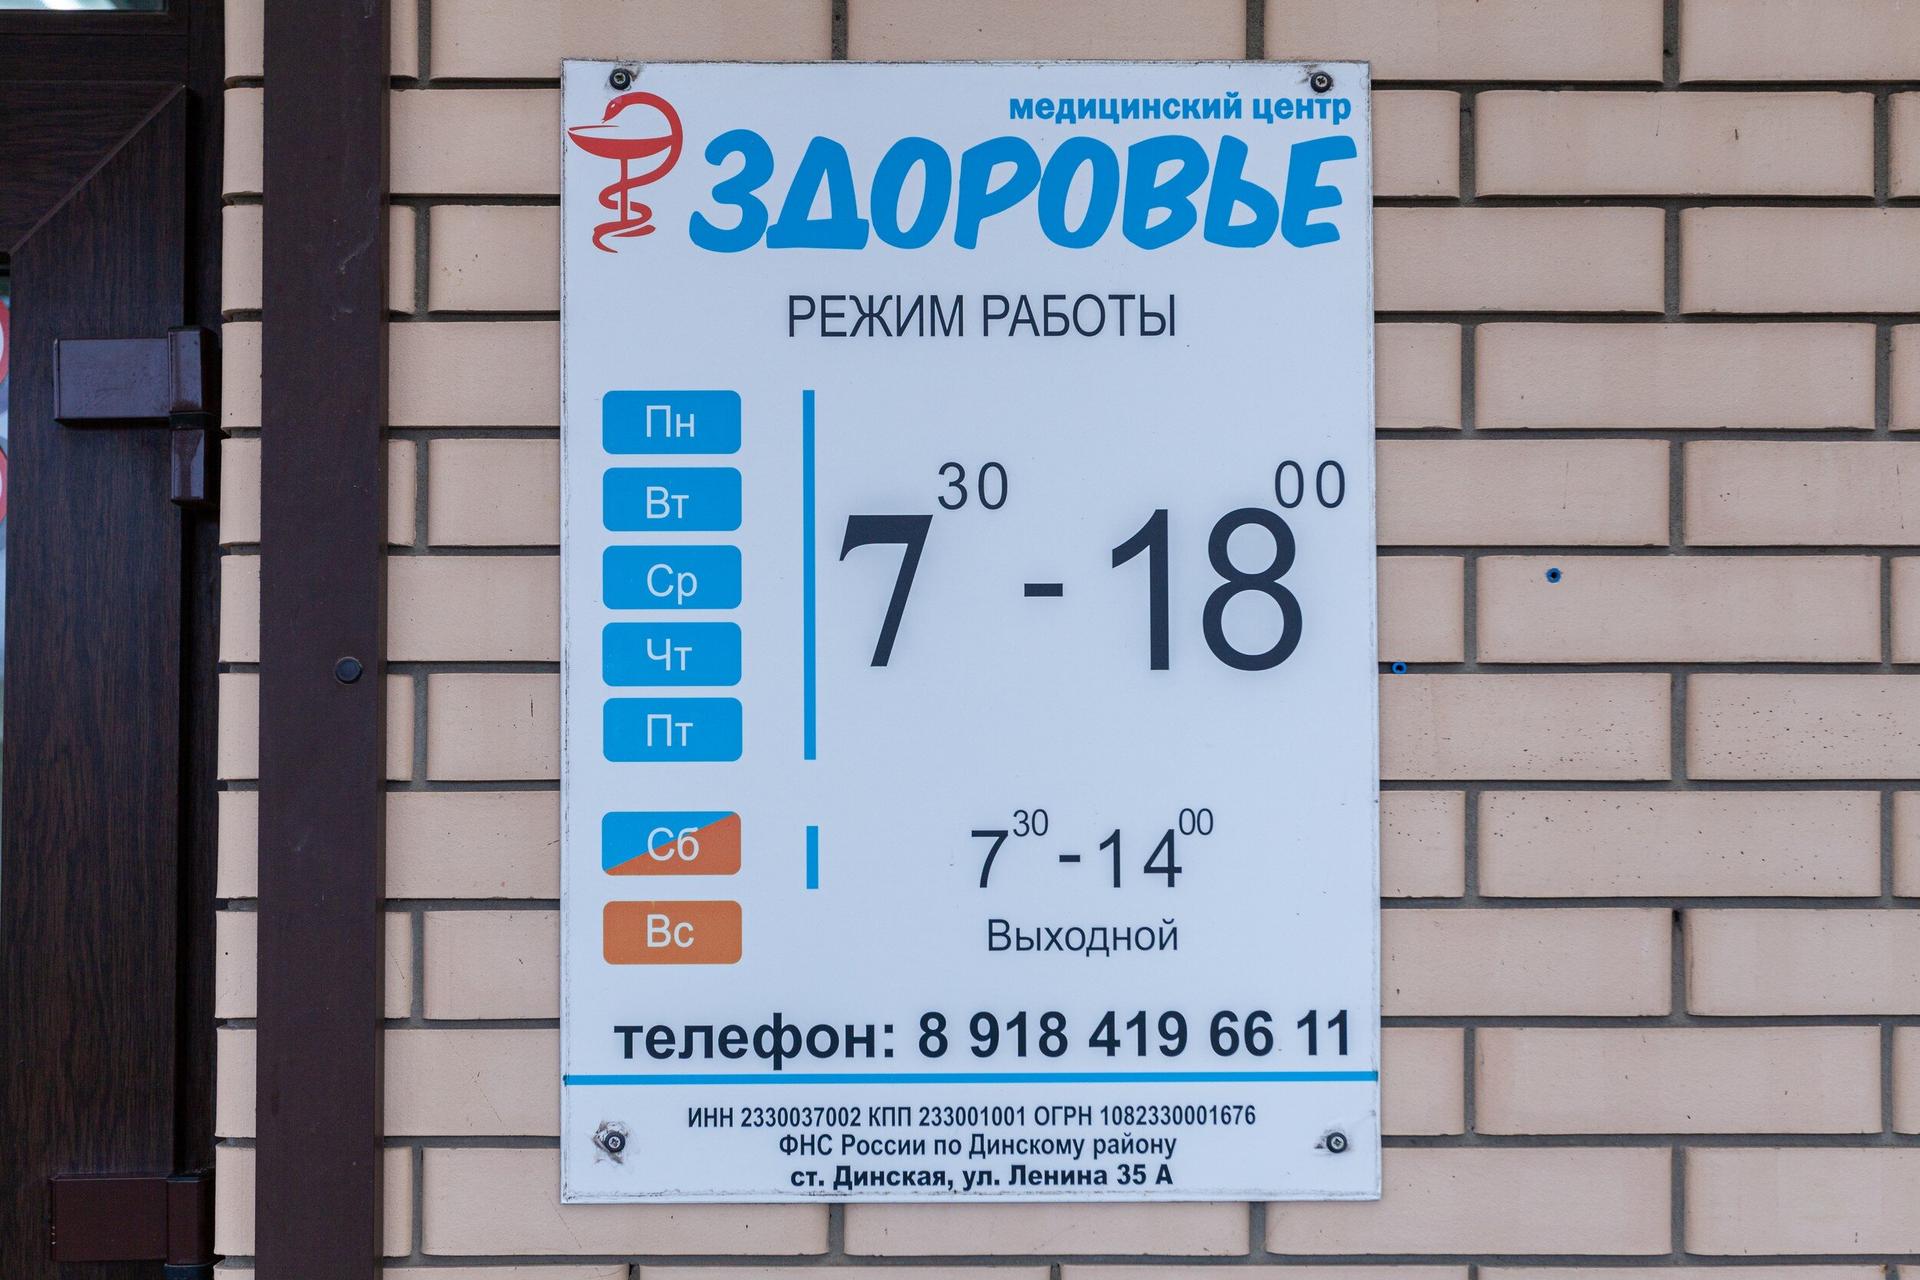 медицинский центр
ЗДОРОВЬЕ
РЕЖИМ РАБОТЫ
Пн
Вт
Ср
Чт
Пт
7 30 - 18 00
Сб
7 30 - 14 00
Вс
Выходной
телефон: 8 918 419 66 11
ИНН 2330037002 КПП 233001001 ОГРН 1082330001676
ФНС России по Динскому району
ст. Динская, ул. Ленина 35 А